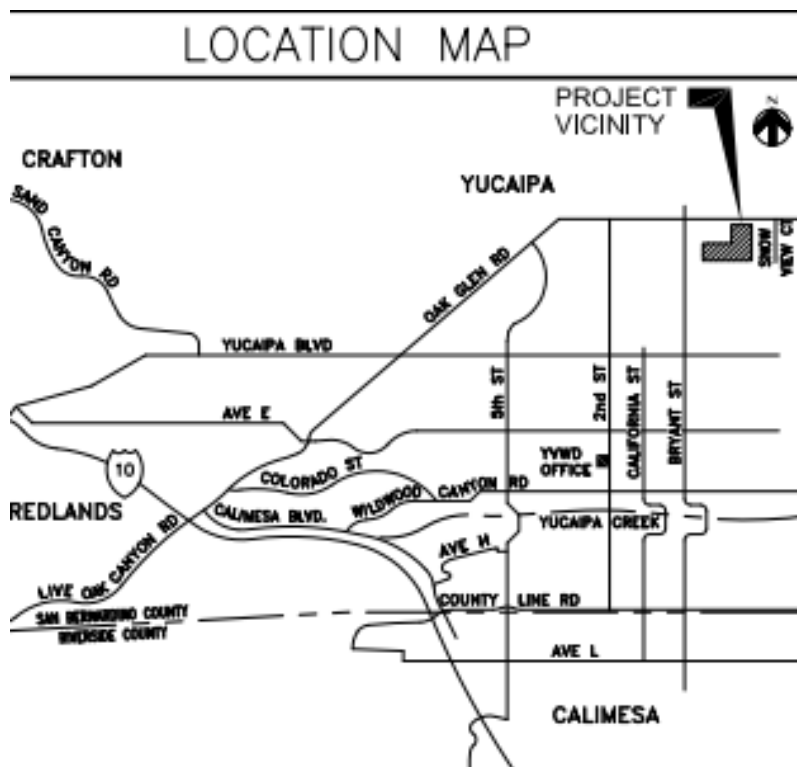 LOCATION MAP
PROJECT
VICINITY
N
CRAFTON
YUCAIPA
SAND CANYON RD
SNOW
VIEW CT
OAK GLEN RD
YUCAIPA BLVD
5th ST
2nd ST
CALIFORNIA ST
BRYANT ST
AVE E
YVWD
OFFICE
10
COLORADO ST
WILDWOOD CANYON RD
REDLANDS
CALIMESA BLVD.
YUCAIPA CREEK
AVE H
LIVE OAK CANYON RD
COUNTY LINE RD
SAN BERNARDINO COUNTY
RIVERSIDE COUNTY
AVE L
CALIMESA